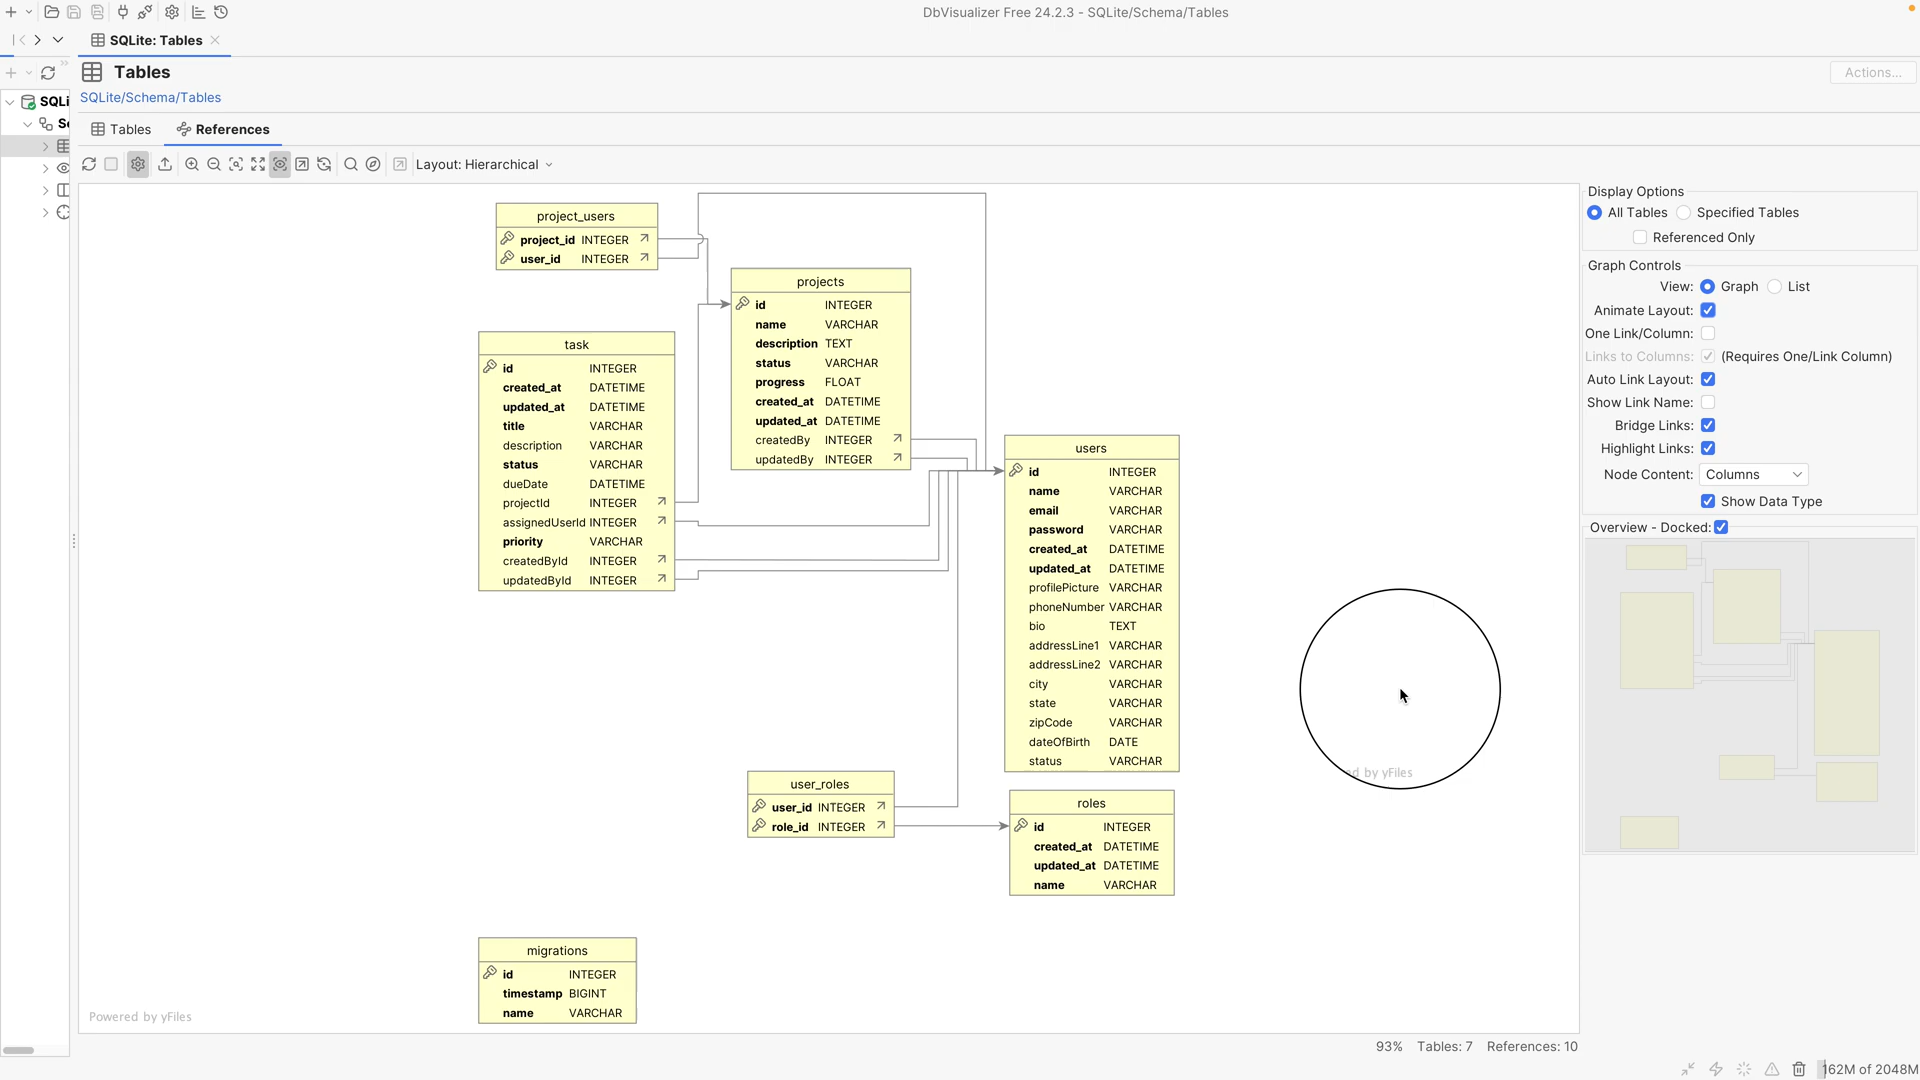 DbVisualizer Free 24.2.3 - SQLite/Schema/Tables
SQLite: Tables
Tables
Actions...
SQLite/Schema/Tables
SQLi
Tables
References
Layout: Hierarchical
project_users
project_id INTEGER
user_id INTEGER
projects
id INTEGER
name VARCHAR
description TEXT
status VARCHAR
progress FLOAT
created_at DATETIME
updated_at DATETIME
createdBy INTEGER
updatedBy INTEGER
task
id INTEGER
created_at DATETIME
updated_at DATETIME
title VARCHAR
description VARCHAR
status VARCHAR
dueDate DATETIME
projectId INTEGER
assignedUserId INTEGER
priority VARCHAR
createdById INTEGER
updatedById INTEGER
users
id INTEGER
name VARCHAR
email VARCHAR
password VARCHAR
created_at DATETIME
updated_at DATETIME
profilePicture VARCHAR
phoneNumber VARCHAR
bio TEXT
addressLine1 VARCHAR
addressLine2 VARCHAR
city VARCHAR
state VARCHAR
zipCode VARCHAR
dateOfBirth DATE
status VARCHAR
user_roles
user_id INTEGER
role_id INTEGER
roles
id INTEGER
created_at DATETIME
updated_at DATETIME
name VARCHAR
migrations
id INTEGER
timestamp BIGINT
name VARCHAR
d by yFiles
Powered by yFiles
Display Options
All Tables Specified Tables
Referenced Only
Graph Controls
View: Graph List
Animate Layout:
One Link/Column:
Links to Columns: (Requires One/Link Column)
Auto Link Layout:
Show Link Name:
Bridge Links:
Highlight Links:
Node Content: Columns
Show Data Type
Overview - Docked:
93% Tables: 7 References: 10
162M of 2048M